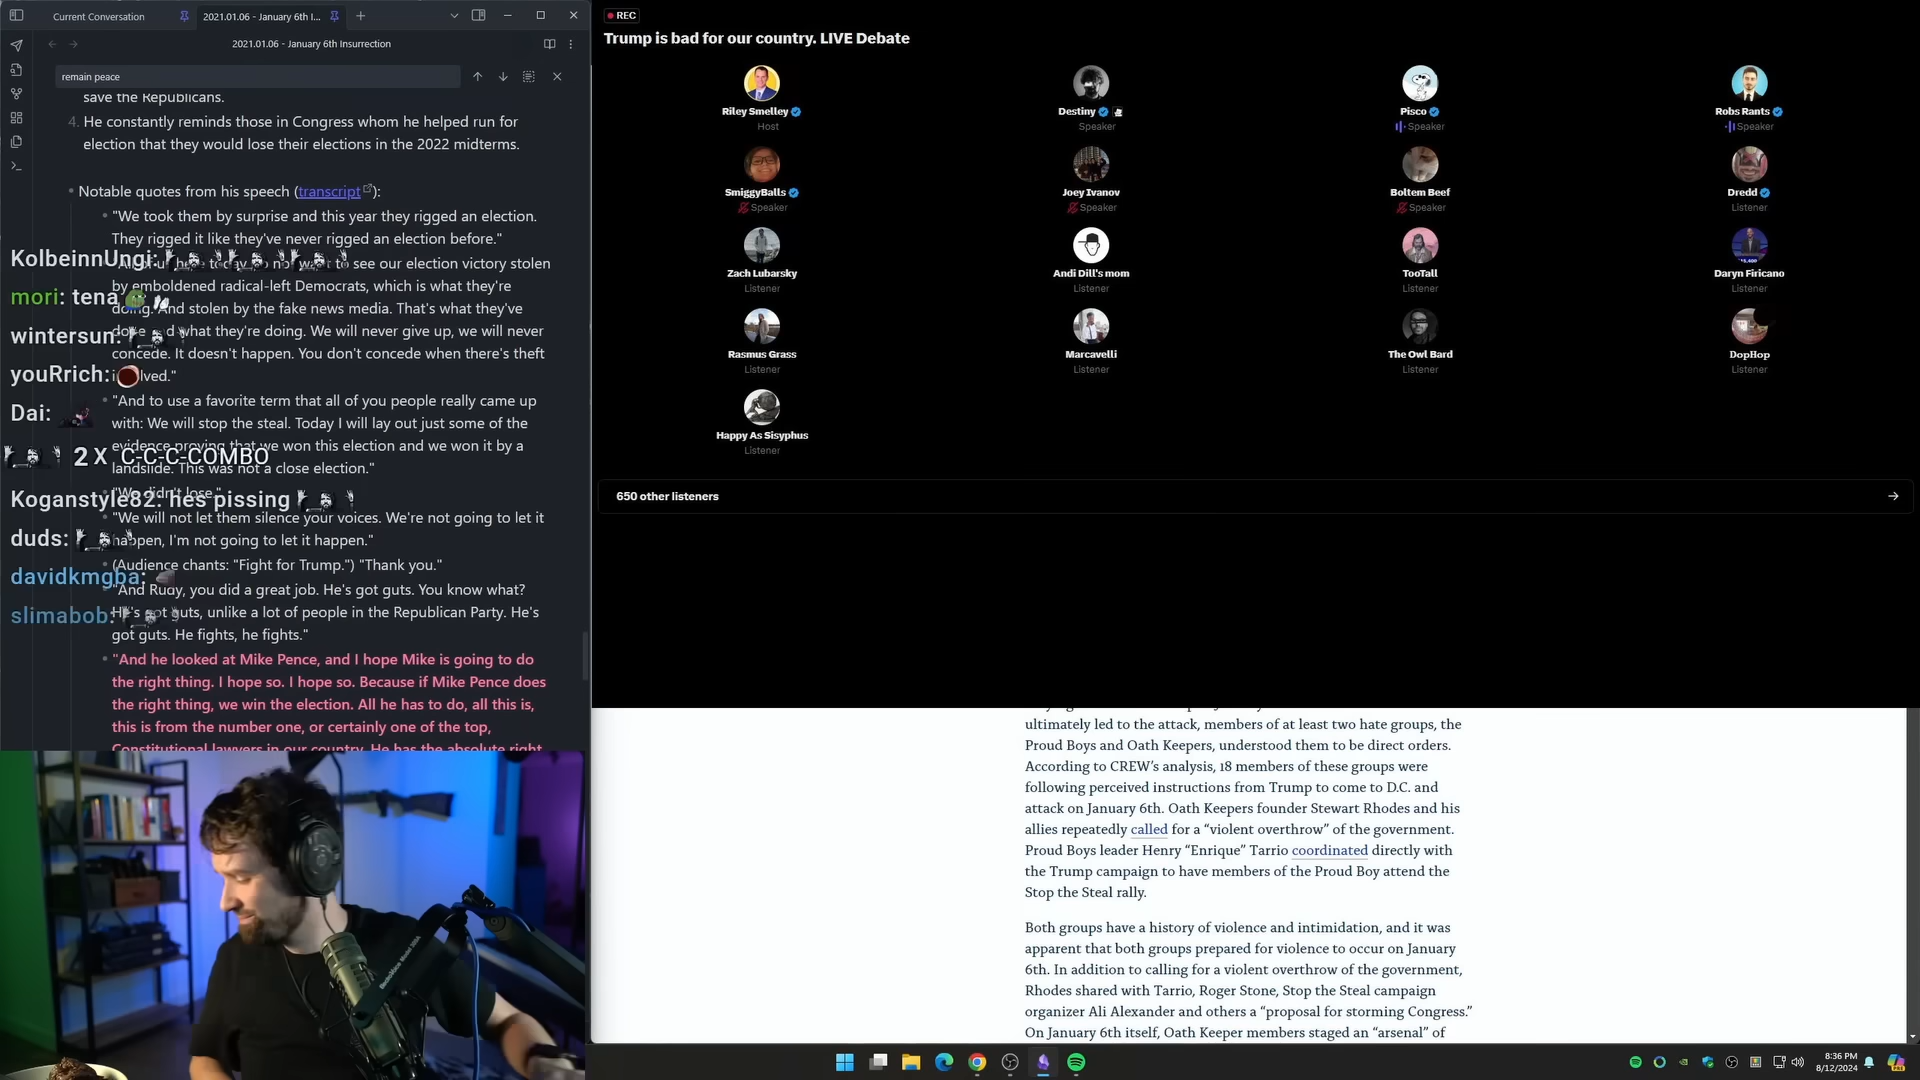 Current Conversation
2021.01.06 - January 6th I...
2021.01.06 - January 6th Insurrection
remain peace
save the Republicans.
4. He constantly reminds those in Congress whom he helped run for
election that they would lose their elections in the 2022 midterms.
Notable quotes from his speech (transcript):
"We took them by surprise and this year they rigged an election.
They rigged it like they've never rigged an election before."
see our election victory stolen
by emboldened radical-left Democrats, which is what they're
doing. And stolen by the fake news media. That's what they've
what they're doing. We will never give up, we will never
concede. It doesn't happen. You don't concede when there's theft
"And to use a favorite term that all of you people really came up
with: We will stop the steal. Today I will lay out just some of the
evidence proving that we won this election and we won it by a
landslide. This was not a close election."
"We didn't lose."
"We will not let them silence your voices. We're not going to let it
happen, I'm not going to let it happen."
(Audience chants: "Fight for Trump.") "Thank you."
"And Rudy, you did a great job. He's got guts. You know what?
He's got guts, unlike a lot of people in the Republican Party. He's
got guts. He fights, he fights."
"And he looked at Mike Pence, and I hope Mike is going to do
the right thing. I hope so. I hope so. Because if Mike Pence does
the right thing, we win the election. All he has to do, all this is,
this is from the number one, or certainly one of the top,
Constitutional lawyers in our country. He has the absolute right
KolbeinnUngi:
mori: tena
wintersun:
youRrich:
Dai:
2 X C-C-C-COMBO
Koganstyle82: hes pissing
duds:
davidkmgba:
slimabob:
REC
Trump is bad for our country. LIVE Debate
Riley Smelley
Host
Destiny
Speaker
Pisco
Speaker
Robs Rants
Speaker
SmiggyBalls
Speaker
Joey Ivanov
Speaker
Boltem Beef
Speaker
Dredd
Listener
Zach Lubarsky
Listener
Andi Dill's mom
Listener
TooTall
Listener
Daryn Firicano
Listener
Rasmus Grass
Listener
Marcavelli
Listener
The Owl Bard
Listener
DopHop
Listener
Happy As Sisyphus
Listener
650 other listeners
ultimately led to the attack, members of at least two hate groups, the
Proud Boys and Oath Keepers, understood them to be direct orders.
According to CREW’s analysis, 18 members of these groups were
following perceived instructions from Trump to come to D.C. and
attack on January 6th. Oath Keepers founder Stewart Rhodes and his
allies repeatedly called for a “violent overthrow” of the government.
Proud Boys leader Henry “Enrique” Tarrio coordinated directly with
the Trump campaign to have members of the Proud Boy attend the
Stop the Steal rally.
Both groups have a history of violence and intimidation, and it was
apparent that both groups prepared for violence to occur on January
6th. In addition to calling for a violent overthrow of the government,
Rhodes shared with Tarrio, Roger Stone, Stop the Steal campaign
organizer Ali Alexander and others a “proposal for storming Congress.”
On January 6th itself, Oath Keeper members staged an “arsenal” of
8:36 PM
8/12/2024